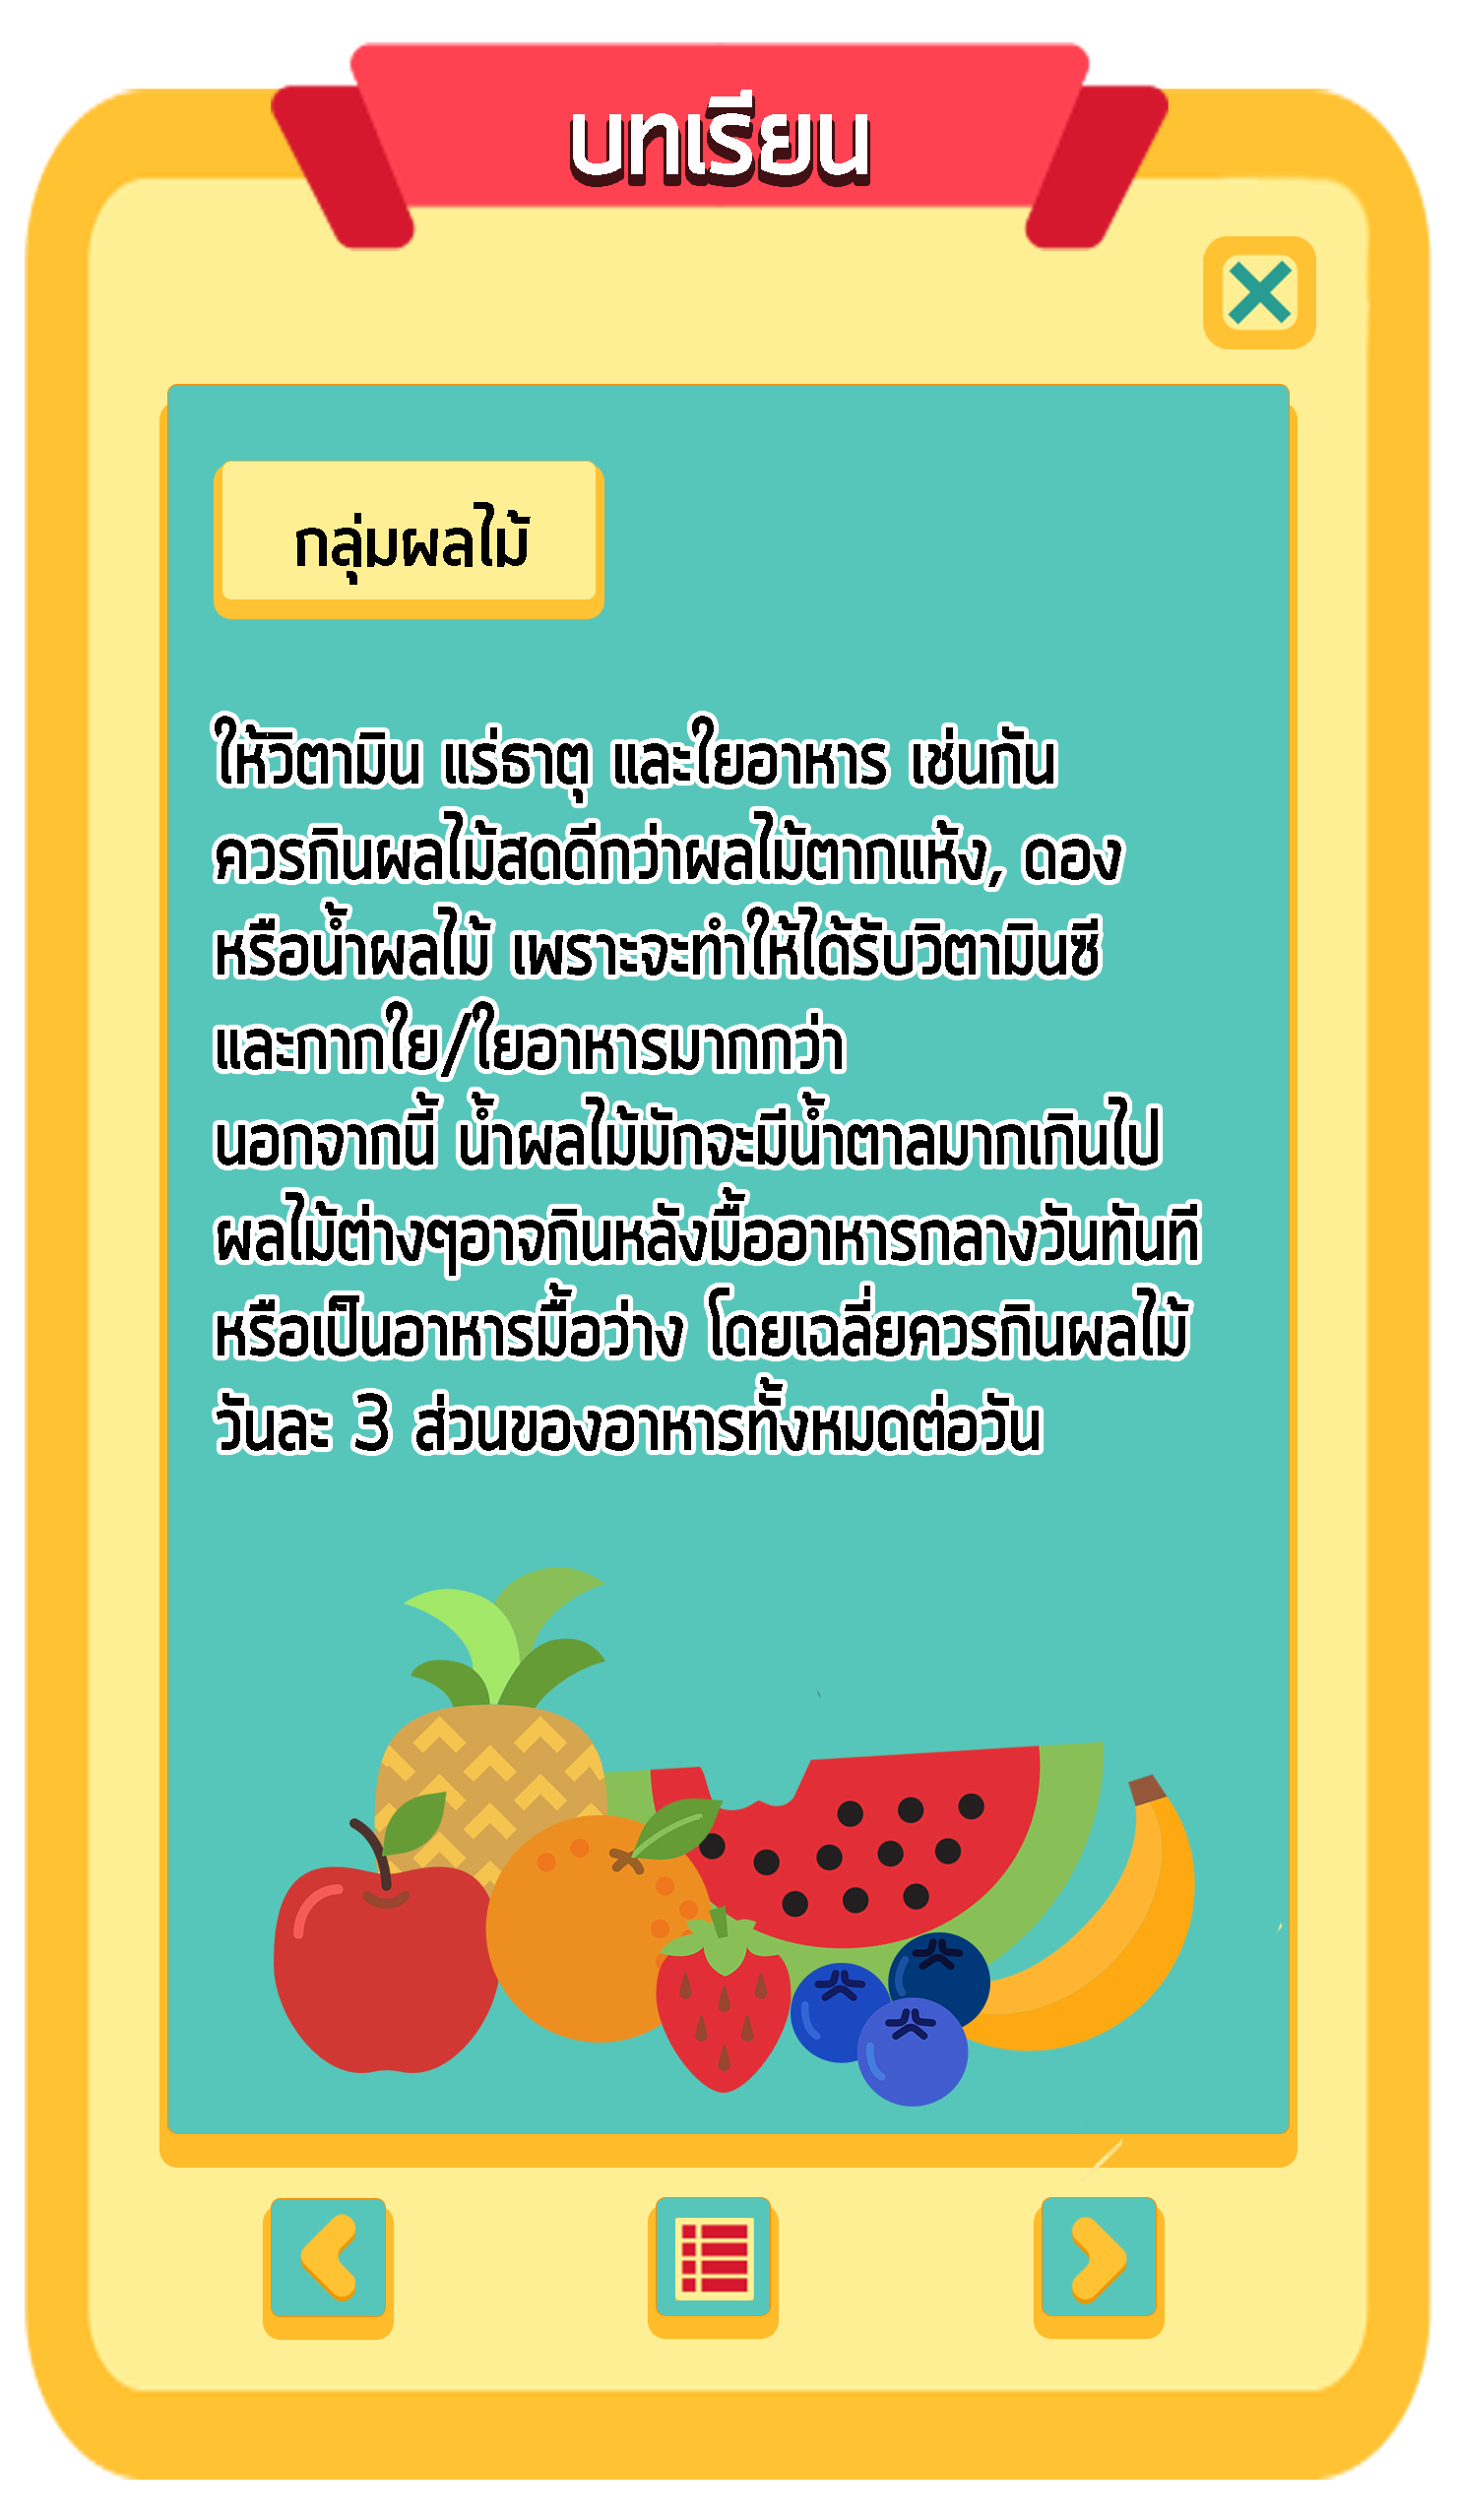 บทเรียน
กลุ่มผลไม้
ให้วิตามิน แร่ธาตุ และใยอาหาร เช่นกัน
ควรกินผลไม้สดดีกว่าผลไม้ตากแห้ง, ดอง
หรือน้ำผลไม้ เพราะจะทำให้ได้รับวิตามินซี
และกากใย/ใยอาหารมากกว่า
นอกจากนี้ น้ำผลไม้มักจะมีน้ำตาลมากเกินไป
ผลไม้ต่างๆอาจกินหลังมื้ออาหารกลางวันทันที
หรือเป็นอาหารมื้อว่าง โดยเฉลี่ยควรกินผลไม้
วันละ 3 ส่วนของอาหารทั้งหมดต่อวัน